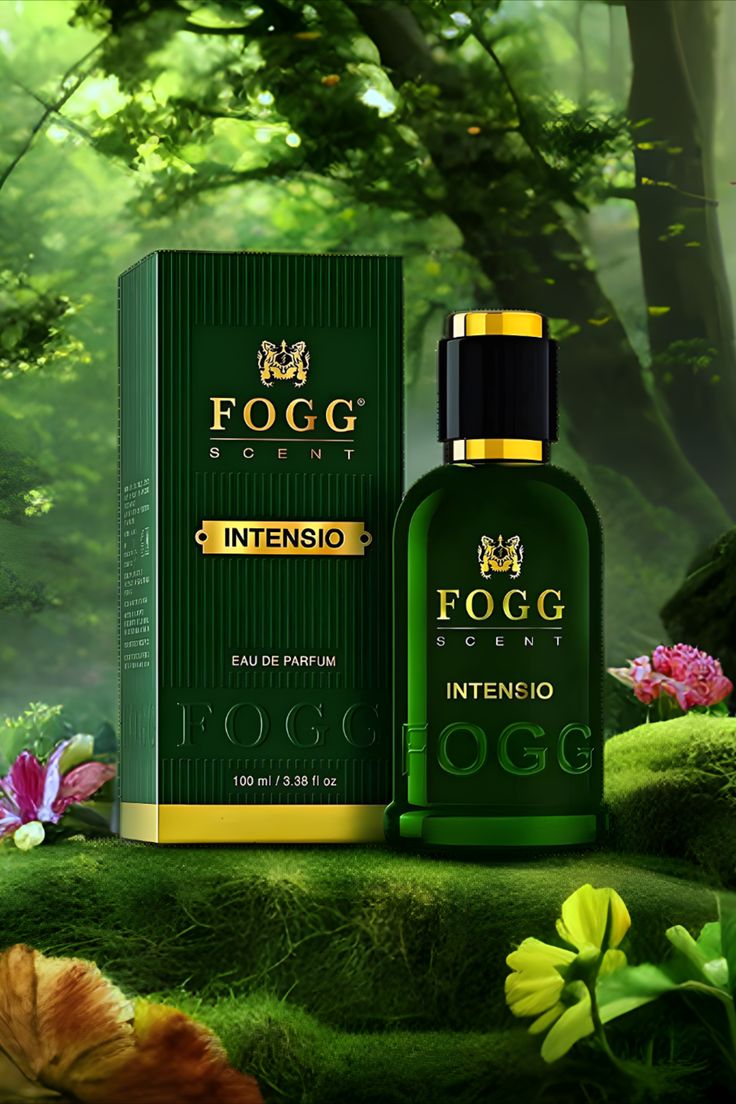 FOGG®
SCENT
INTENSIO
EAU DE PARFUM
FOGG
100 ml / 3.38 fl oz
FOGG
SCENT
INTENSIO
FOGG